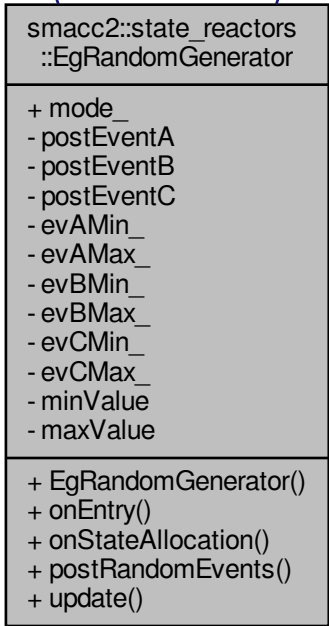 smacc2::state_reactors
::EgRandomGenerator
+ mode_
- postEventA
- postEventB
- postEventC
- evAMin_
- evAMax_
- evBMin_
- evBMax_
- evCMin_
- evCMax_
- minValue
- maxValue
+ EgRandomGenerator()
+ onEntry()
+ onStateAllocation()
+ postRandomEvents()
+ update()